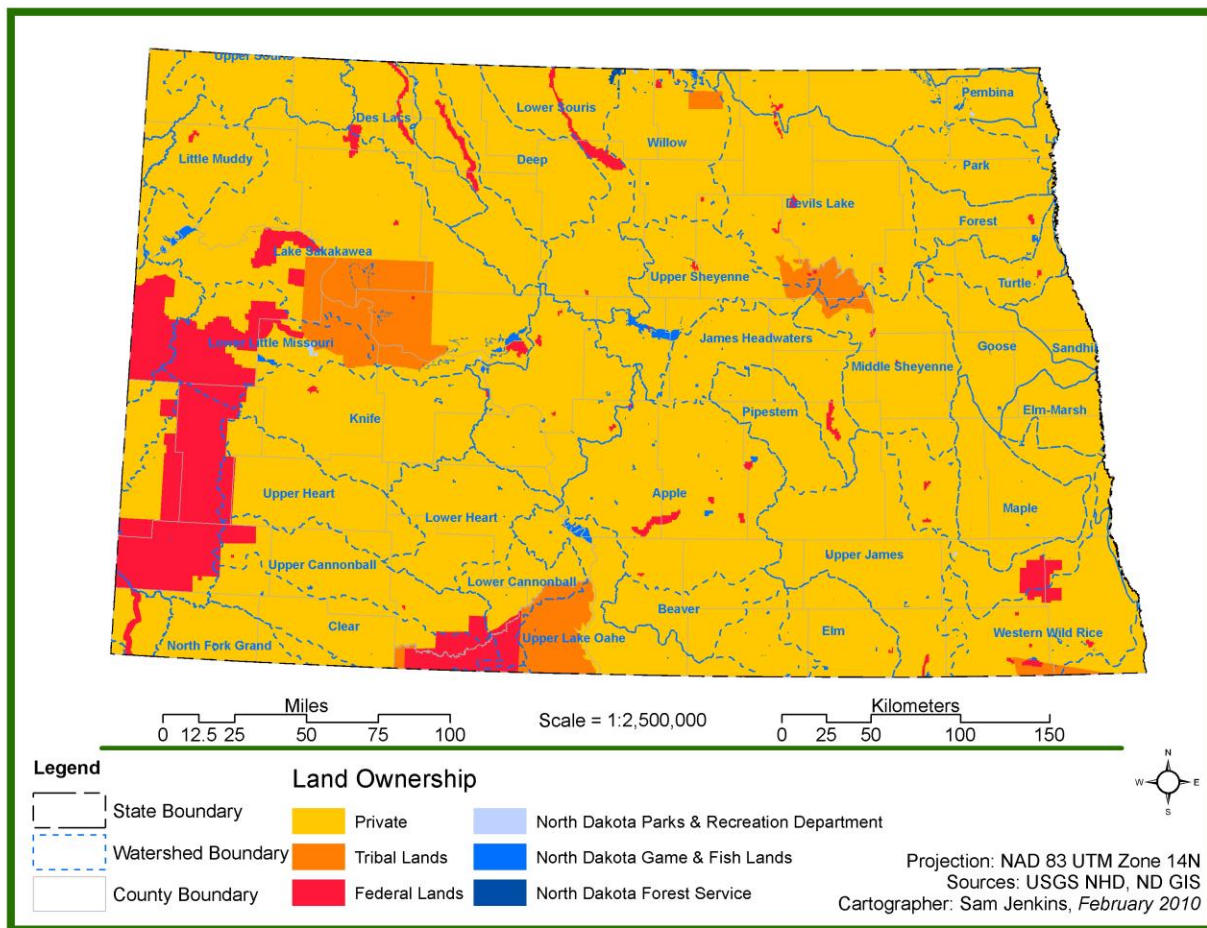 Upper Souris
Pembina
Lower Souris
Des Lacs
Willow
Little Muddy
Deep
Park
Devils Lake
Forest
Lake Sakakawea
Upper Sheyenne
Turtle
Lower Little Missouri
James Headwaters
Goose
Sandhil
Middle Sheyenne
Knife
Pipestem
Elm-Marsh
Upper Heart
Apple
Lower Heart
Maple
Upper Cannonball
Upper James
Lower Cannonball
Beaver
Clear
Elm
Western Wild Rice
North Fork Grand
Upper Lake Oahe
Miles
0 12.5 25 50 75 100
Scale = 1:2,500,000
Kilometers
0 25 50 100 150
Legend
State Boundary
Watershed Boundary
County Boundary
Land Ownership
Private
Tribal Lands
Federal Lands
North Dakota Parks & Recreation Department
North Dakota Game & Fish Lands
North Dakota Forest Service
N
W E
S
Projection: NAD 83 UTM Zone 14N
Sources: USGS NHD, ND GIS
Cartographer: Sam Jenkins, February 2010